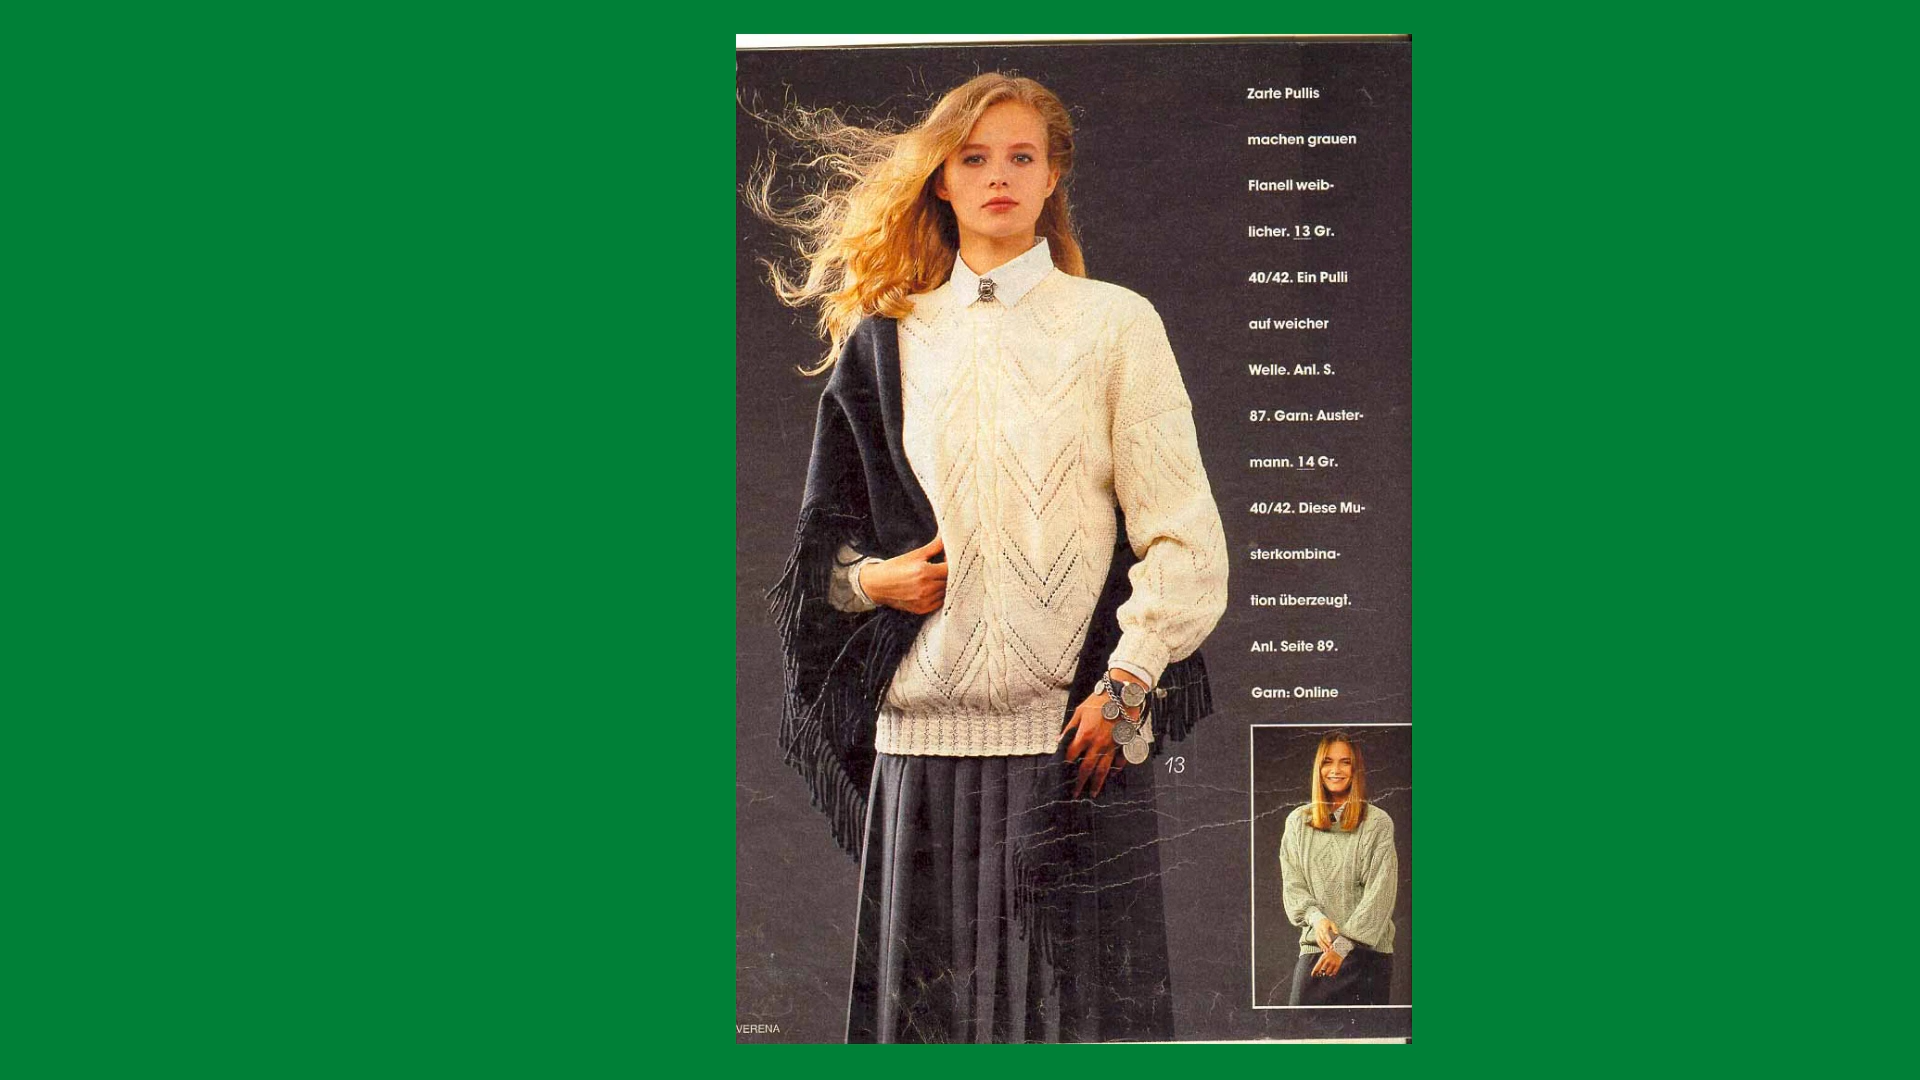 Zarte Pullis
machen grauen
Flanell weib-
licher. 13 Gr.
40/42. Ein Pulli
auf weicher
Welle. Anl. S.
87. Garn: Auster-
mann. 14 Gr.
40/42. Diese Mu-
sterkombina-
tion überzeugt.
Anl. Seite 89.
Garn: Online
13
VERENA